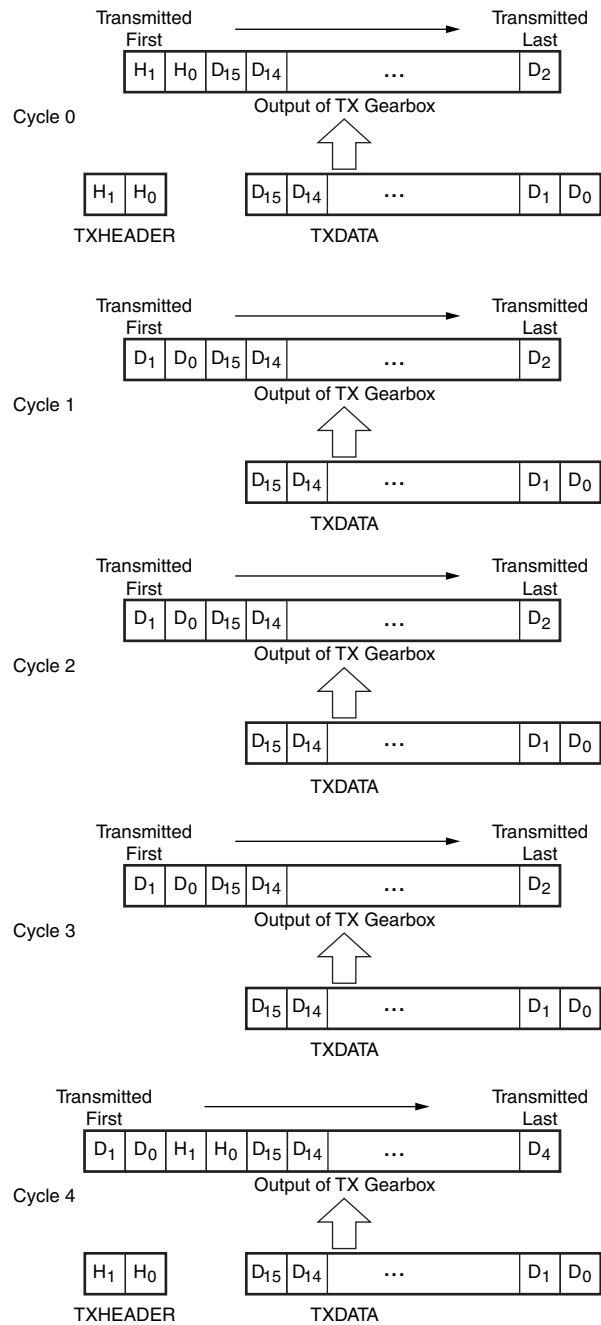 Transmitted First Transmitted Last
H1 H0 D15 D14 ... D2
Cycle 0
Output of TX Gearbox
H1 H0 D15 D14 ... D1 D0
TXHEADER TXDATA
Transmitted First Transmitted Last
D1 D0 D15 D14 ... D2
Cycle 1
Output of TX Gearbox
D15 D14 ... D1 D0
TXDATA
Transmitted First Transmitted Last
D1 D0 D15 D14 ... D2
Cycle 2
Output of TX Gearbox
D15 D14 ... D1 D0
TXDATA
Transmitted First Transmitted Last
D1 D0 D15 D14 ... D2
Cycle 3
Output of TX Gearbox
D15 D14 ... D1 D0
TXDATA
Transmitted First Transmitted Last
D1 D0 H1 H0 D15 D14 ... D4
Cycle 4
Output of TX Gearbox
H1 H0 D15 D14 ... D1 D0
TXHEADER TXDATA